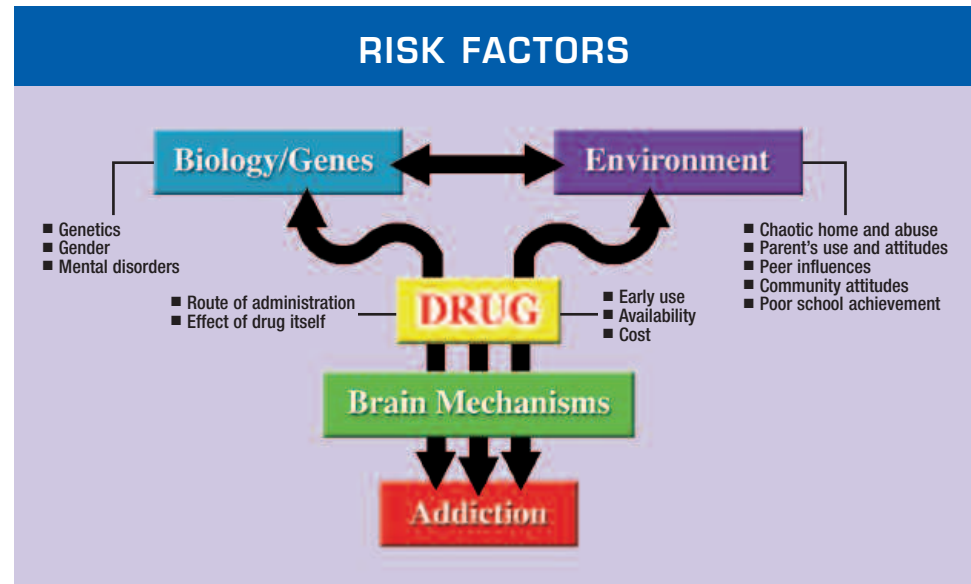 RISK FACTORS
Biology/Genes
Environment
■ Genetics
■ Gender
■ Mental disorders
■ Chaotic home and abuse
■ Parent's use and attitudes
■ Peer influences
■ Community attitudes
■ Poor school achievement
■ Route of administration
■ Effect of drug itself
DRUG
■ Early use
■ Availability
■ Cost
Brain Mechanisms
Addiction